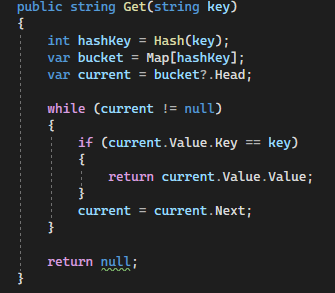 public string Get(string key)
{
    int hashKey = Hash(key);
    var bucket = Map[hashKey];
    var current = bucket?.Head;

    while (current != null)
    {
        if (current.Value.Key == key)
        {
            return current.Value.Value;
        }
        current = current.Next;
    }

    return null;
}